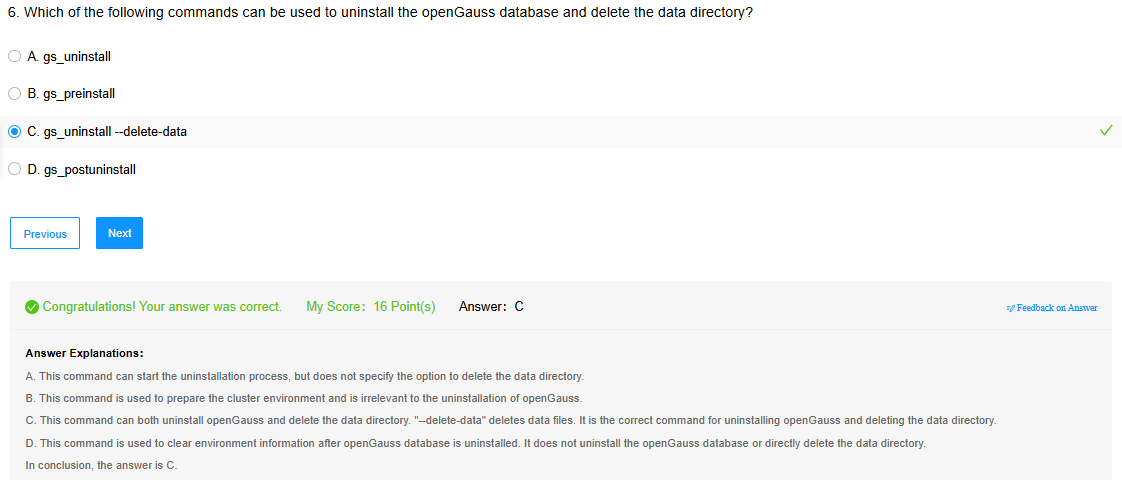 6. Which of the following commands can be used to uninstall the openGauss database and delete the data directory?
A. gs_uninstall
B. gs_preinstall
C. gs_uninstall --delete-data
D. gs_postuninstall
Previous Next
Congratulations! Your answer was correct. My Score: 16 Point(s) Answer: C Feedback on Answer
Answer Explanations:
A. This command can start the uninstallation process, but does not specify the option to delete the data directory.
B. This command is used to prepare the cluster environment and is irrelevant to the uninstallation of openGauss.
C. This command can both uninstall openGauss and delete the data directory. "--delete-data" deletes data files. It is the correct command for uninstalling openGauss and deleting the data directory.
D. This command is used to clear environment information after openGauss database is uninstalled. It does not uninstall the openGauss database or directly delete the data directory.
In conclusion, the answer is C.